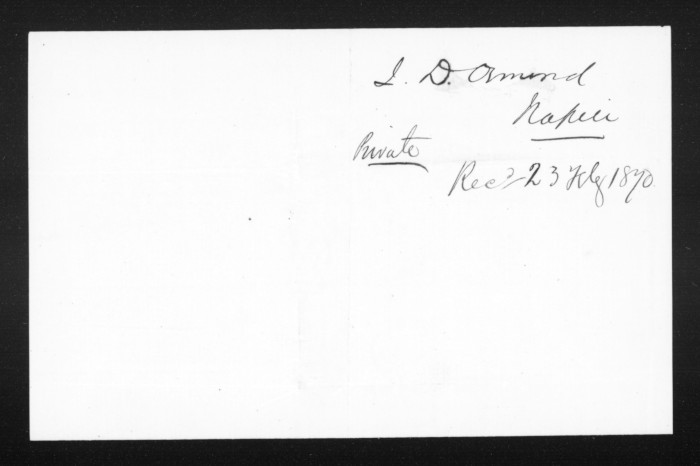 J. D. Ormond
Napier
Private
Recd 23 Feby 1870